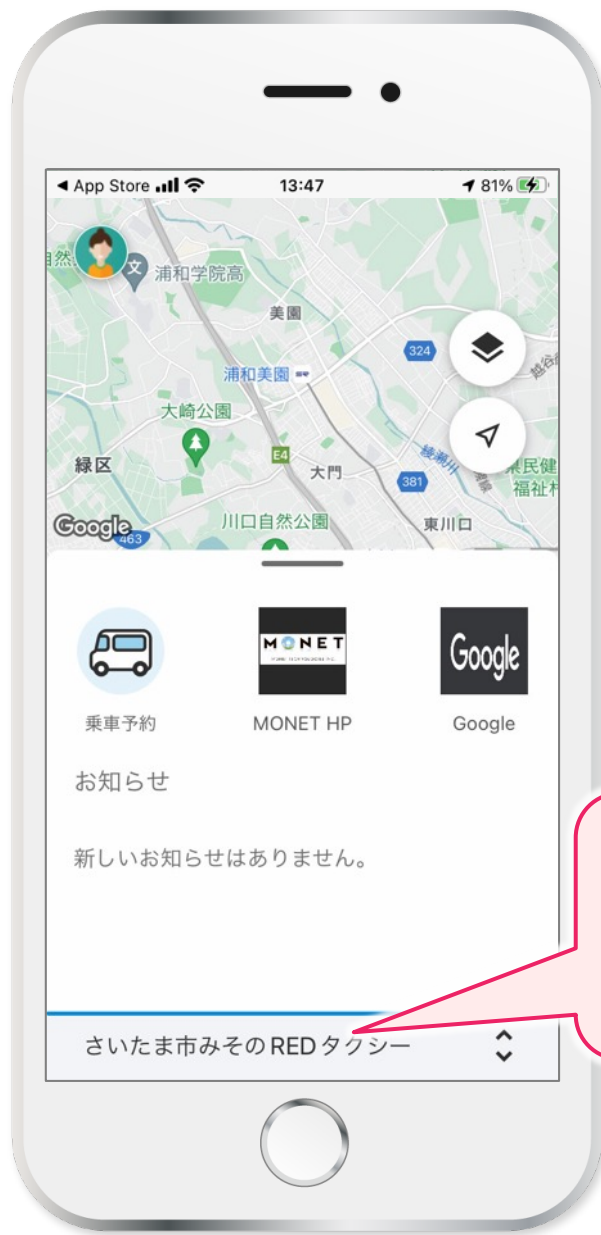 ◀ App Store 13:47 81%
自然
文 浦和学院高
美園
324
浦和美園
大崎公園
緑区
E4
大門
綾瀬川
381
県民健
福祉村
Google
463
川口自然公園
東川口
MONET
Google
乗車予約 MONET HP Google
お知らせ
新しいお知らせはありません。
さいたま市みそのREDタクシー